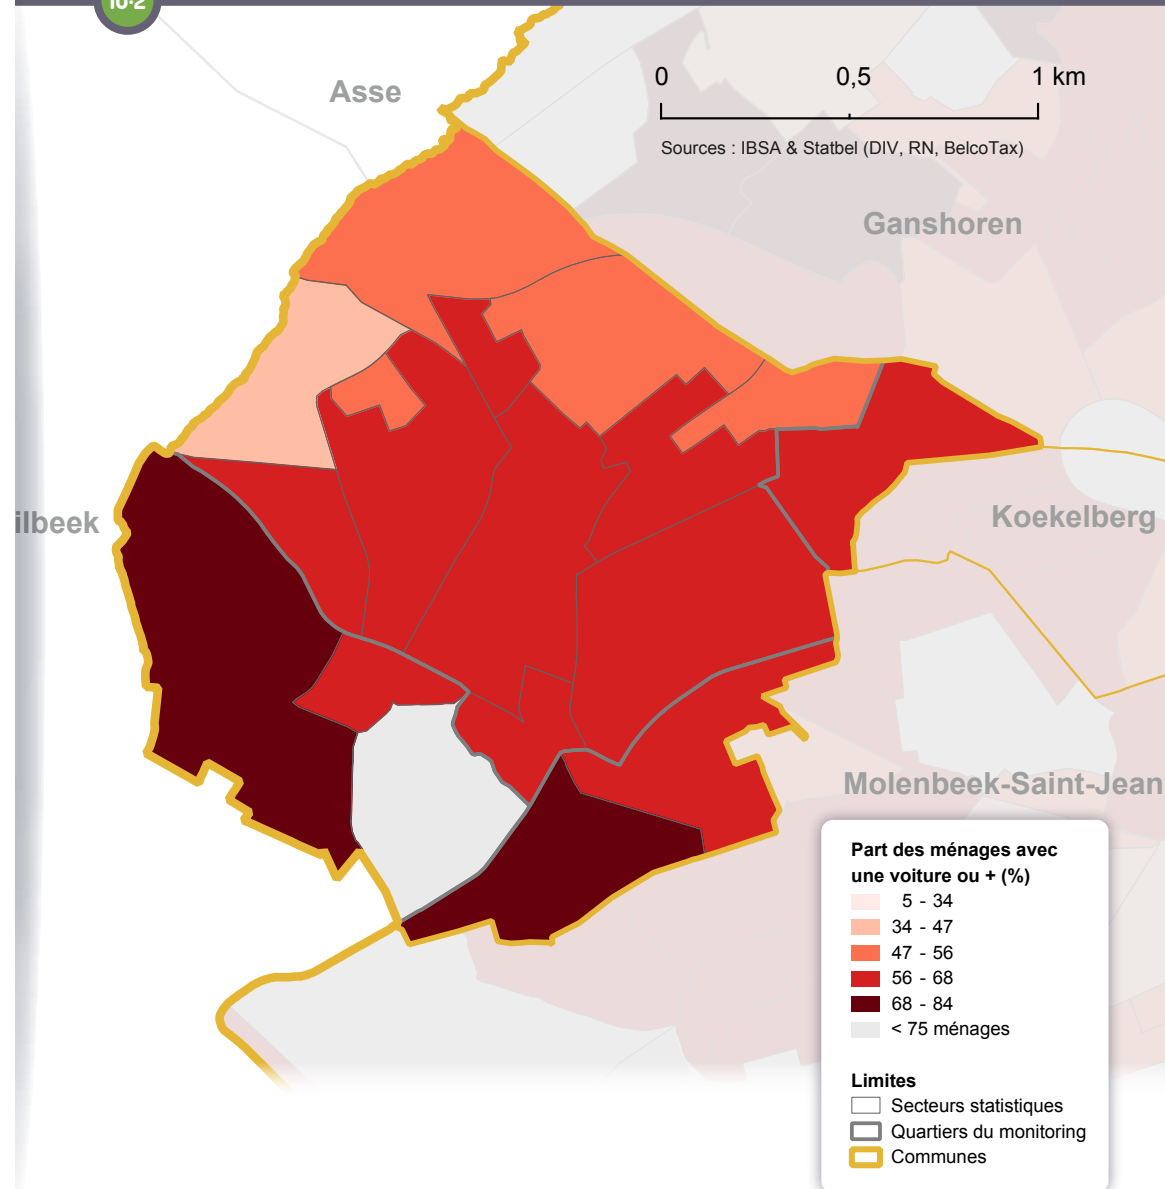 10·2
Asse
0 0,5 1 km
Sources : IBSA & Statbel (DIV, RN, BelcoTax)
Ganshoren
ilbeek
Koekelberg
Molenbeek-Saint-Jean
Part des ménages avec
une voiture ou + (%)
5 - 34
34 - 47
47 - 56
56 - 68
68 - 84
< 75 ménages
Limites
Secteurs statistiques
Quartiers du monitoring
Communes